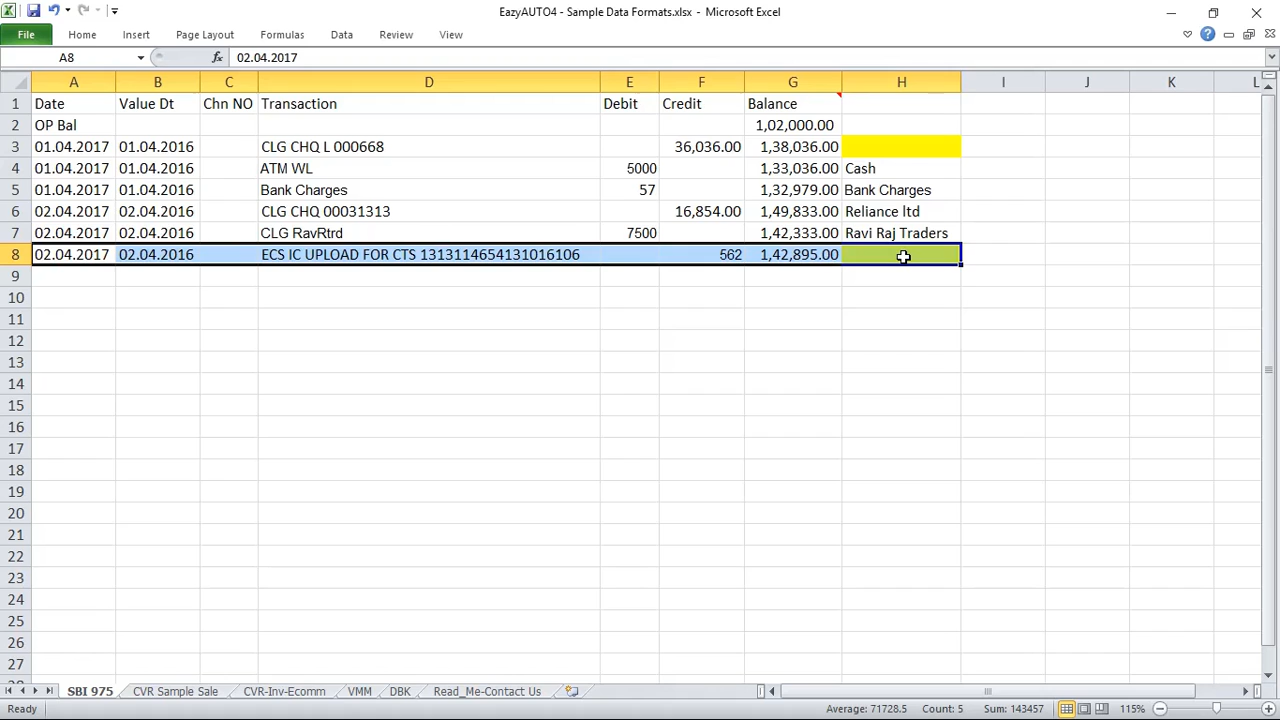 EazyAUTO4 - Sample Data Formats.xlsx - Microsoft Excel
File Home Insert Page Layout Formulas Data Review View
A8 fx 02.04.2017
A B C D E F G H I J K L
1 Date Value Dt Chn NO Transaction Debit Credit Balance
2 OP Bal 1,02,000.00
3 01.04.2017 01.04.2016 CLG CHQ L 000668 36,036.00 1,38,036.00
4 01.04.2017 01.04.2016 ATM WL 5000 1,33,036.00 Cash
5 01.04.2017 01.04.2016 Bank Charges 57 1,32,979.00 Bank Charges
6 02.04.2017 02.04.2016 CLG CHQ 00031313 16,854.00 1,49,833.00 Reliance ltd
7 02.04.2017 02.04.2016 CLG RavRtrd 7500 1,42,333.00 Ravi Raj Traders
8 02.04.2017 02.04.2016 ECS IC UPLOAD FOR CTS 1313114654131016106 562 1,42,895.00
9
10
11
12
13
14
15
16
17
18
19
20
21
22
23
24
25
26
27
28
SBI 975 CVR Sample Sale CVR-Inv-Ecomm VMM DBK Read_Me-Contact Us
Ready Average: 71728.5 Count: 5 Sum: 143457 115%